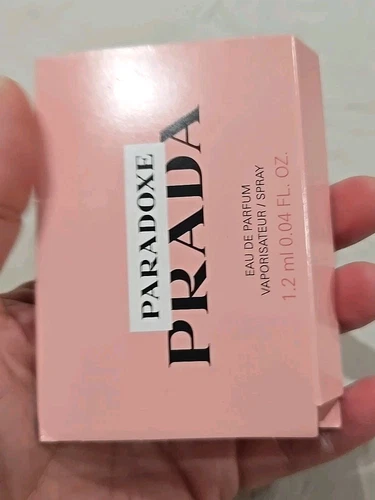 PARADOXE
PRADA
EAU DE PARFUM
VAPORISATEUR / SPRAY
1.2 ml 0.04 FL. OZ.